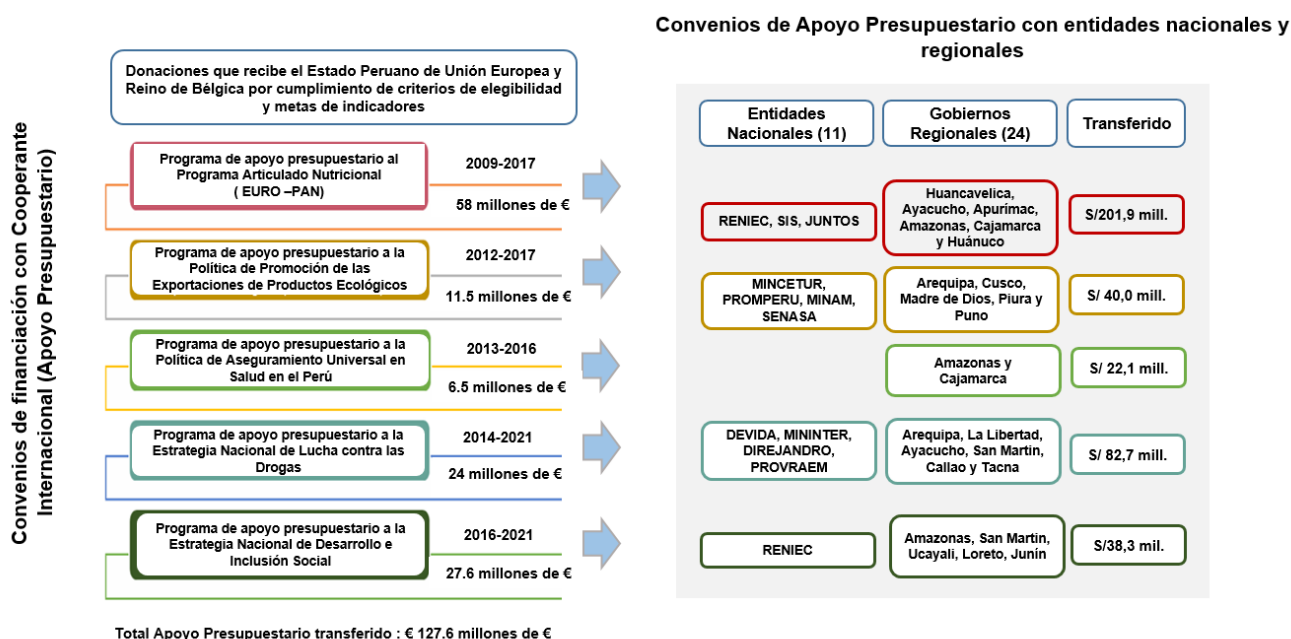 Convenios de Apoyo Presupuestario con entidades nacionales y
regionales
Convenios de financiación con Cooperante
Internacional (Apoyo Presupuestario)
Donaciones que recibe el Estado Peruano de Unión Europea y
Reino de Bélgica por cumplimiento de criterios de elegibilidad
y metas de indicadores
Entidades
Nacionales (11)
Gobiernos
Regionales (24)
Transferido
Programa de apoyo presupuestario al
Programa Articulado Nutricional
( EURO –PAN)
2009-2017
58 millones de €
RENIEC, SIS, JUNTOS
Huancavelica,
Ayacucho, Apurímac,
Amazonas, Cajamarca
y Huánuco
S/201,9 mill.
Programa de apoyo presupuestario a la
Política de Promoción de las
Exportaciones de Productos Ecológicos
2012-2017
11.5 millones de €
MINCETUR,
PROMPERU, MINAM,
SENASA
Arequipa, Cusco,
Madre de Dios, Piura y
Puno
S/ 40,0 mill.
Programa de apoyo presupuestario a la
Política de Aseguramiento Universal en
Salud en el Perú
2013-2016
6.5 millones de €
Amazonas y
Cajamarca
S/ 22,1 mill.
Programa de apoyo presupuestario a la
Estrategia Nacional de Lucha contra las
Drogas
2014-2021
24 millones de €
DEVIDA, MININTER,
DIREJANDRO,
PROVRAEM
Arequipa, La Libertad,
Ayacucho, San Martin,
Callao y Tacna
S/ 82,7 mill.
Programa de apoyo presupuestario a la
Estrategia Nacional de Desarrollo e
Inclusión Social
2016-2021
27.6 millones de €
RENIEC
Amazonas, San Martin,
Ucayali, Loreto, Junín
S/38,3 mil.
Total Apoyo Presupuestario transferido : € 127.6 millones de €